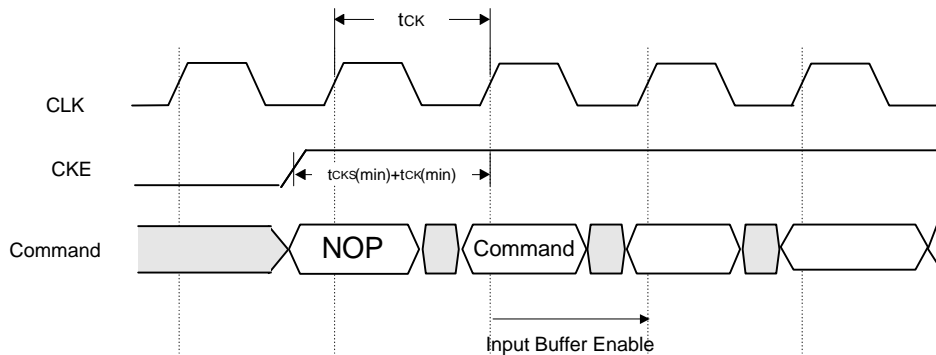 tCK
CLK
CKE
tCKS(min)+tCK(min)
Command
NOP
Command
Input Buffer Enable